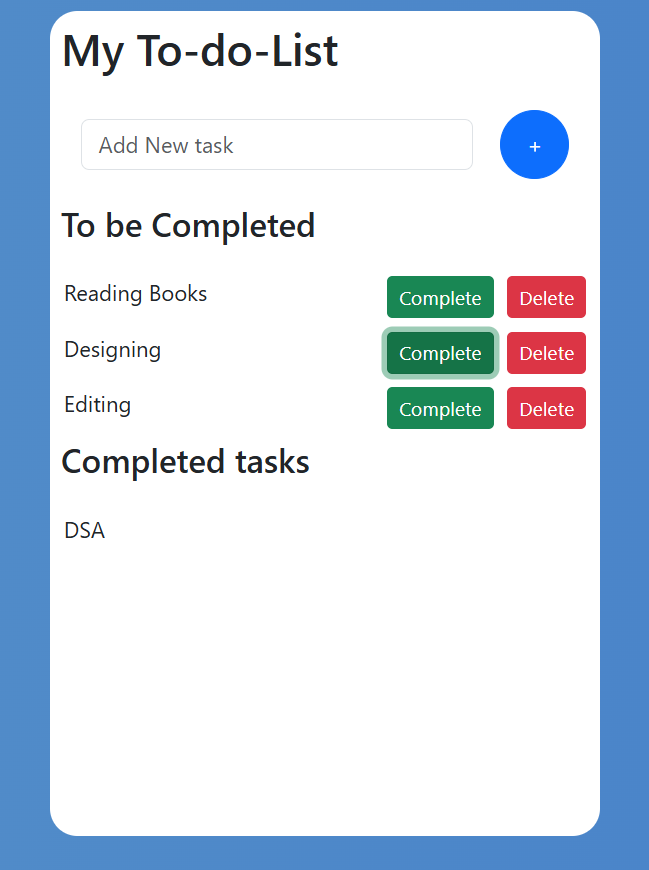 My To-do-List
Add New task
+
To be Completed
Reading Books Complete Delete
Designing Complete Delete
Editing Complete Delete
Completed tasks
DSA